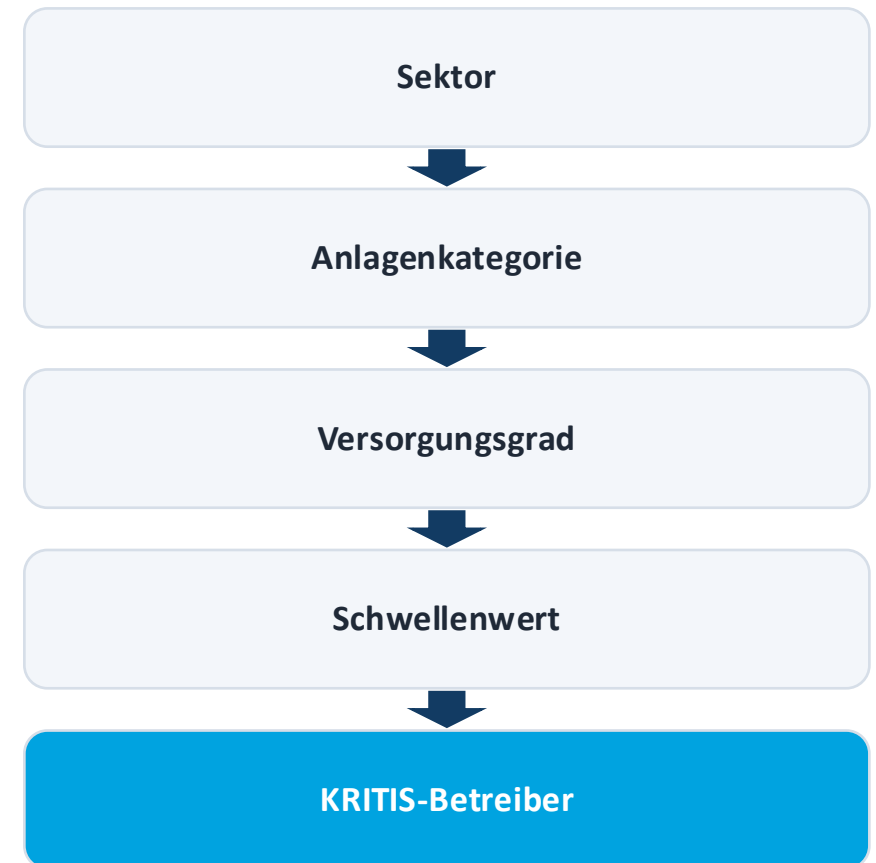 Sektor
Anlagenkategorie
Versorgungsgrad
Schwellenwert
KRITIS-Betreiber